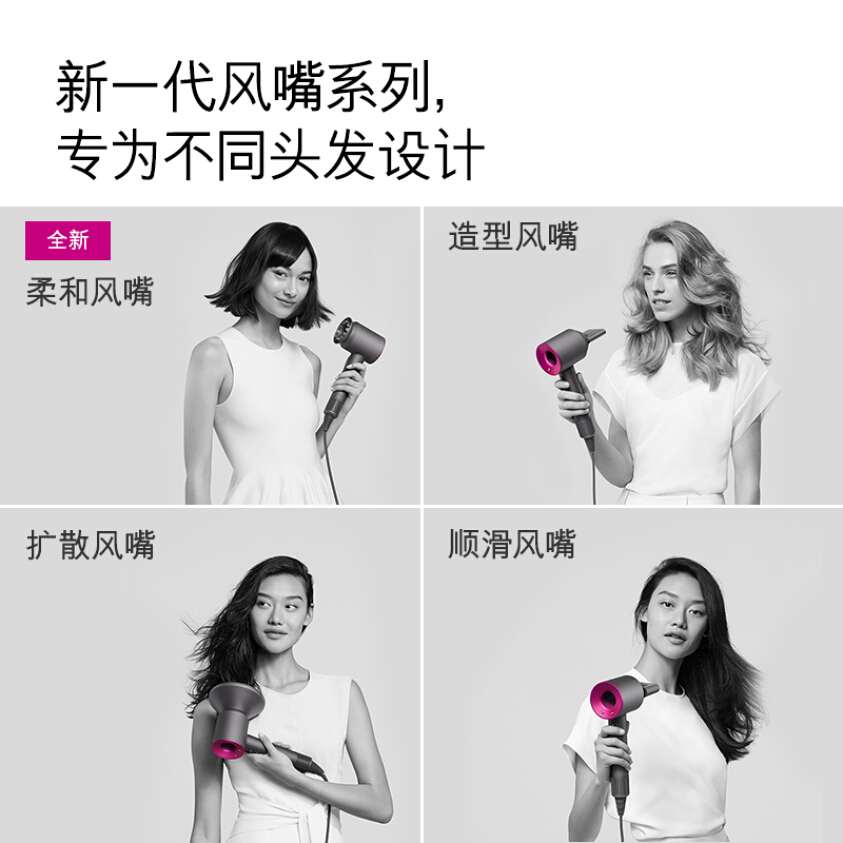 新一代风嘴系列,
专为不同头发设计
全新
柔和风嘴
造型风嘴
扩散风嘴
顺滑风嘴